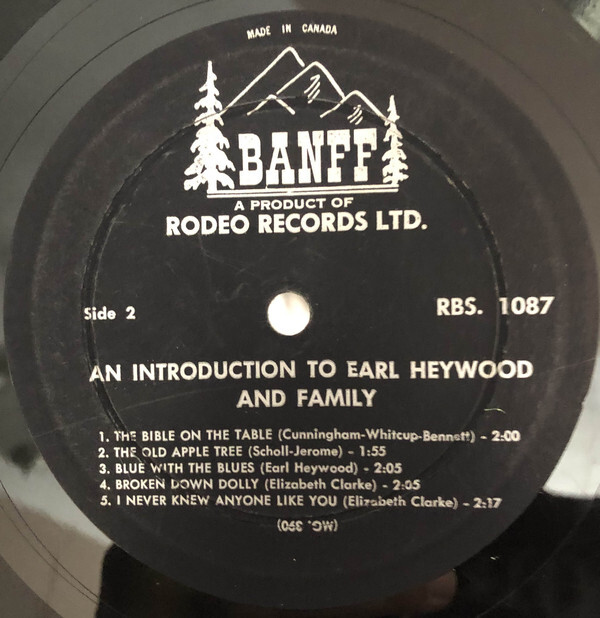 MADE IN CANADA
BANFF
A PRODUCT OF
RODEO RECORDS LTD.
Side 2
RBS. 1087
AN INTRODUCTION TO EARL HEYWOOD
AND FAMILY
1. THE BIBLE ON THE TABLE (Cunningham-Whitcup-Bennett) - 2:00
2. THE OLD APPLE TREE (Scholl-Jerome) - 1:55
3. BLUE WITH THE BLUES (Earl Heywood) - 2:05
4. BROKEN DOWN DOLLY (Elizabeth Clarke) - 2:05
5. I NEVER KNEW ANYONE LIKE YOU (Elizabeth Clarke) - 2:17
(MG. 390)